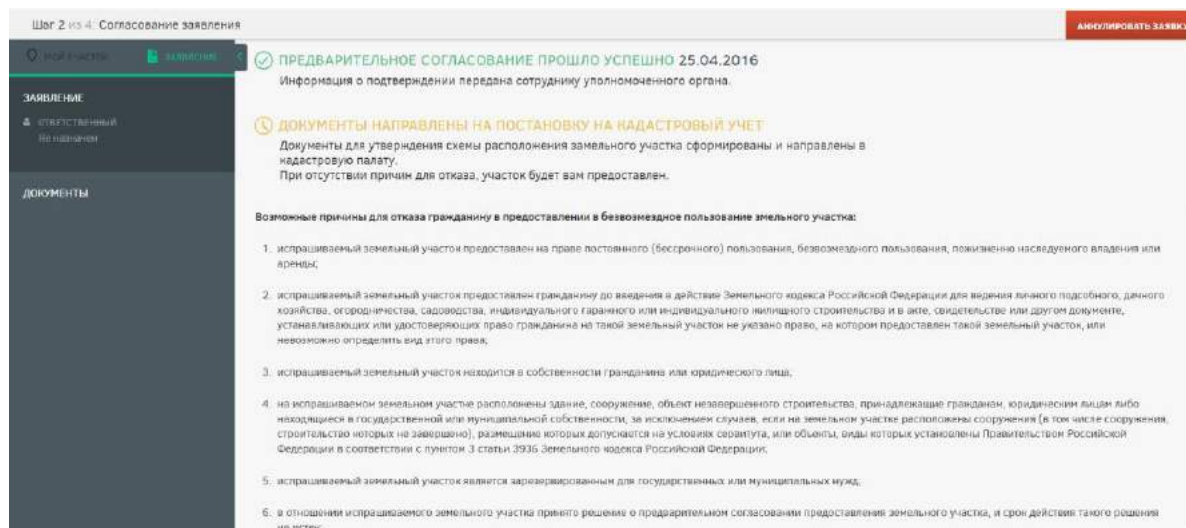 Шаг 2 из 4: Согласование заявления
АННУЛИРОВАТЬ ЗАЯВКУ
МОЙ УЧАСТОК
ЗАЯВЛЕНИЕ
ЗАЯВЛЕНИЕ
ОТВЕТСТВЕННЫЙ
Не назначен
ДОКУМЕНТЫ
ПРЕДВАРИТЕЛЬНОЕ СОГЛАСОВАНИЕ ПРОШЛО УСПЕШНО 25.04.2016
Информация о подтверждении передана сотруднику уполномоченного органа.
ДОКУМЕНТЫ НАПРАВЛЕНЫ НА ПОСТАНОВКУ НА КАДАСТРОВЫЙ УЧЕТ
Документы для утверждения схемы расположения земельного участка сформированы и направлены в
кадастровую палату.
При отсутствии причин для отказа, участок будет вам предоставлен.
Возможные причины для отказа гражданину в предоставлении в безвозмездное пользование змельного участка:
1. испрашиваемый земельный участок предоставлен на праве постоянного (бессрочного) пользования, безвозмездного пользования, пожизненно наследуемого владения или
аренды;
2. испрашиваемый земельный участок предоставлен гражданину до введения в действие Земельного кодекса Российской Федерации для ведения личного подсобного, дачного
хозяйства, огородничества, садоводства, индивидуального гаражного или индивидуального жилищного строительства и в акте, свидетельстве или другом документе,
устанавливающих или удостоверяющих право гражданина на такой земельный участок не указано право, на котором предоставлен такой земельный участок, или
невозможно определить вид этого права;
3. испрашиваемый земельный участок находится в собственности гражданина или юридического лица;
4. на испрашиваемом земельном участке расположены здание, сооружение, объект незавершенного строительства, принадлежащие гражданам, юридическим лицам либо
находящиеся в государственной или муниципальной собственности, за исключением случаев, если на земельном участке расположены сооружения (в том числе сооружения,
строительство которых не завершено), размещение которых допускается на условиях сервитута, или объекты, виды которых установлены Правительством Российской
Федерации в соответствии с пунктом 3 статьи 3936 Земельного кодекса Российской Федерации;
5. испрашиваемый земельный участок является зарезервированным для государственных или муниципальных нужд;
6. в отношении испрашиваемого земельного участка принято решение о предварительном согласовании предоставления земельного участка, и срок действия такого решения
не истек;